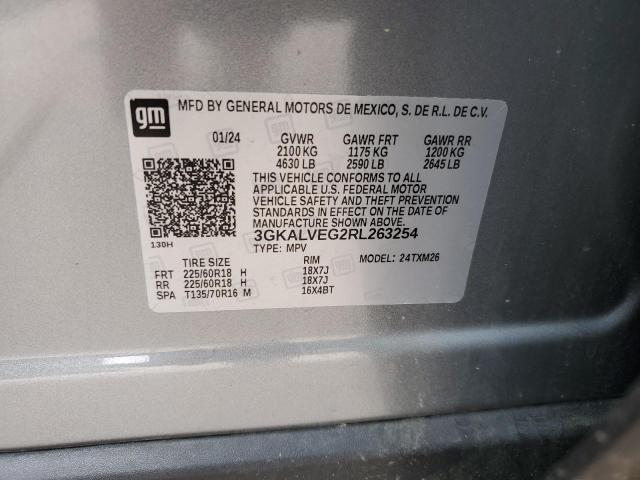 gm
MFD BY GENERAL MOTORS DE MEXICO, S. DE R.L. DE C.V.
01/24 GVWR GAWR FRT GAWR RR
2100 KG 1175 KG 1200 KG
4630 LB 2590 LB 2645 LB
THIS VEHICLE CONFORMS TO ALL
APPLICABLE U.S. FEDERAL MOTOR
VEHICLE SAFETY AND THEFT PREVENTION
STANDARDS IN EFFECT ON THE DATE OF
MANUFACTURE SHOWN ABOVE.
3GKALVEG2RL263254
130H TYPE: MPV MODEL: 24TXM26
TIRE SIZE RIM
FRT 225/60R18 H 18X7J
RR 225/60R18 H 18X7J
SPA T135/70R16 M 16X4BT